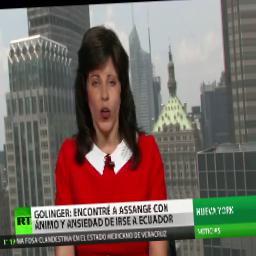 GOLINGER: ENCONTRÉ A ASSANGE CON
ÁNIMO Y ANSIEDAD DE IRSE A ECUADOR
NUEVA YORK
RT
NOTICIAS
FOSA CLANDESTINA EN EL ESTADO MEXICANO DE VERACRUZ